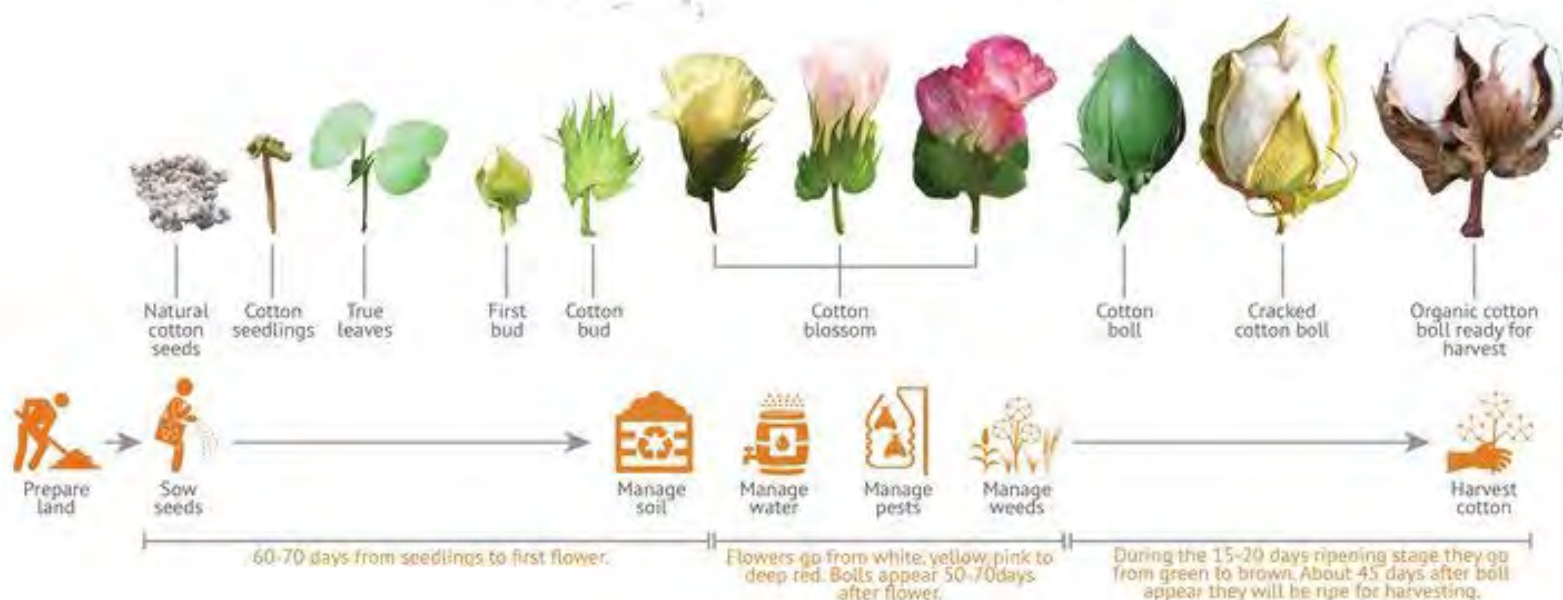 Natural
cotton
seeds
Cotton
seedlings
True
leaves
First
bud
Cotton
bud
Cotton
blossom
Cotton
boll
Cracked
cotton boll
Organic cotton
boll ready for
harvest
Prepare
land
Sow
seeds
Manage
soil
Manage
water
Manage
pests
Manage
weeds
Harvest
cotton
60-70 days from seedlings to first flower.
Flowers go from white, yellow pink to
deep red. Bolls appear 50-70days
after flower.
During the 15-20 days ripening stage they go
from green to brown. About 45 days after boll
appear they will be ripe for harvesting.